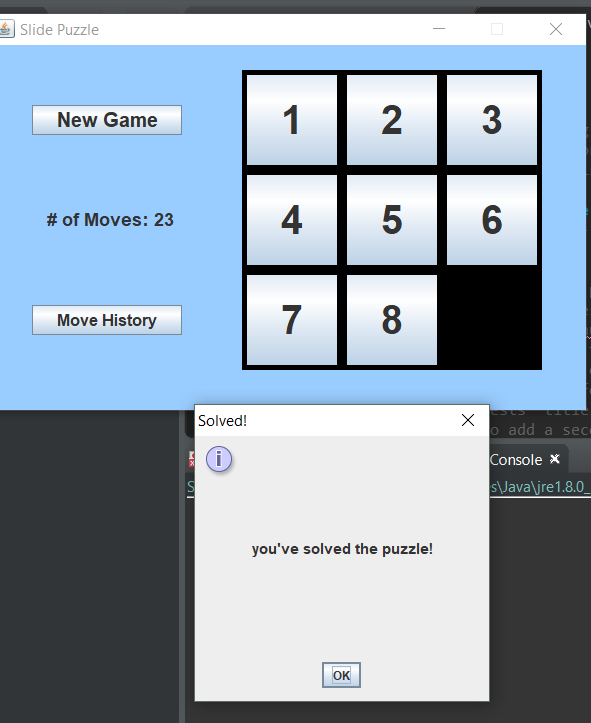 Slide Puzzle
New Game
1 2 3
# of Moves: 23
4 5 6
Move History
7 8
Solved!
o add a sec
Console
s\Java\jre1.8.0_
i
you've solved the puzzle!
OK